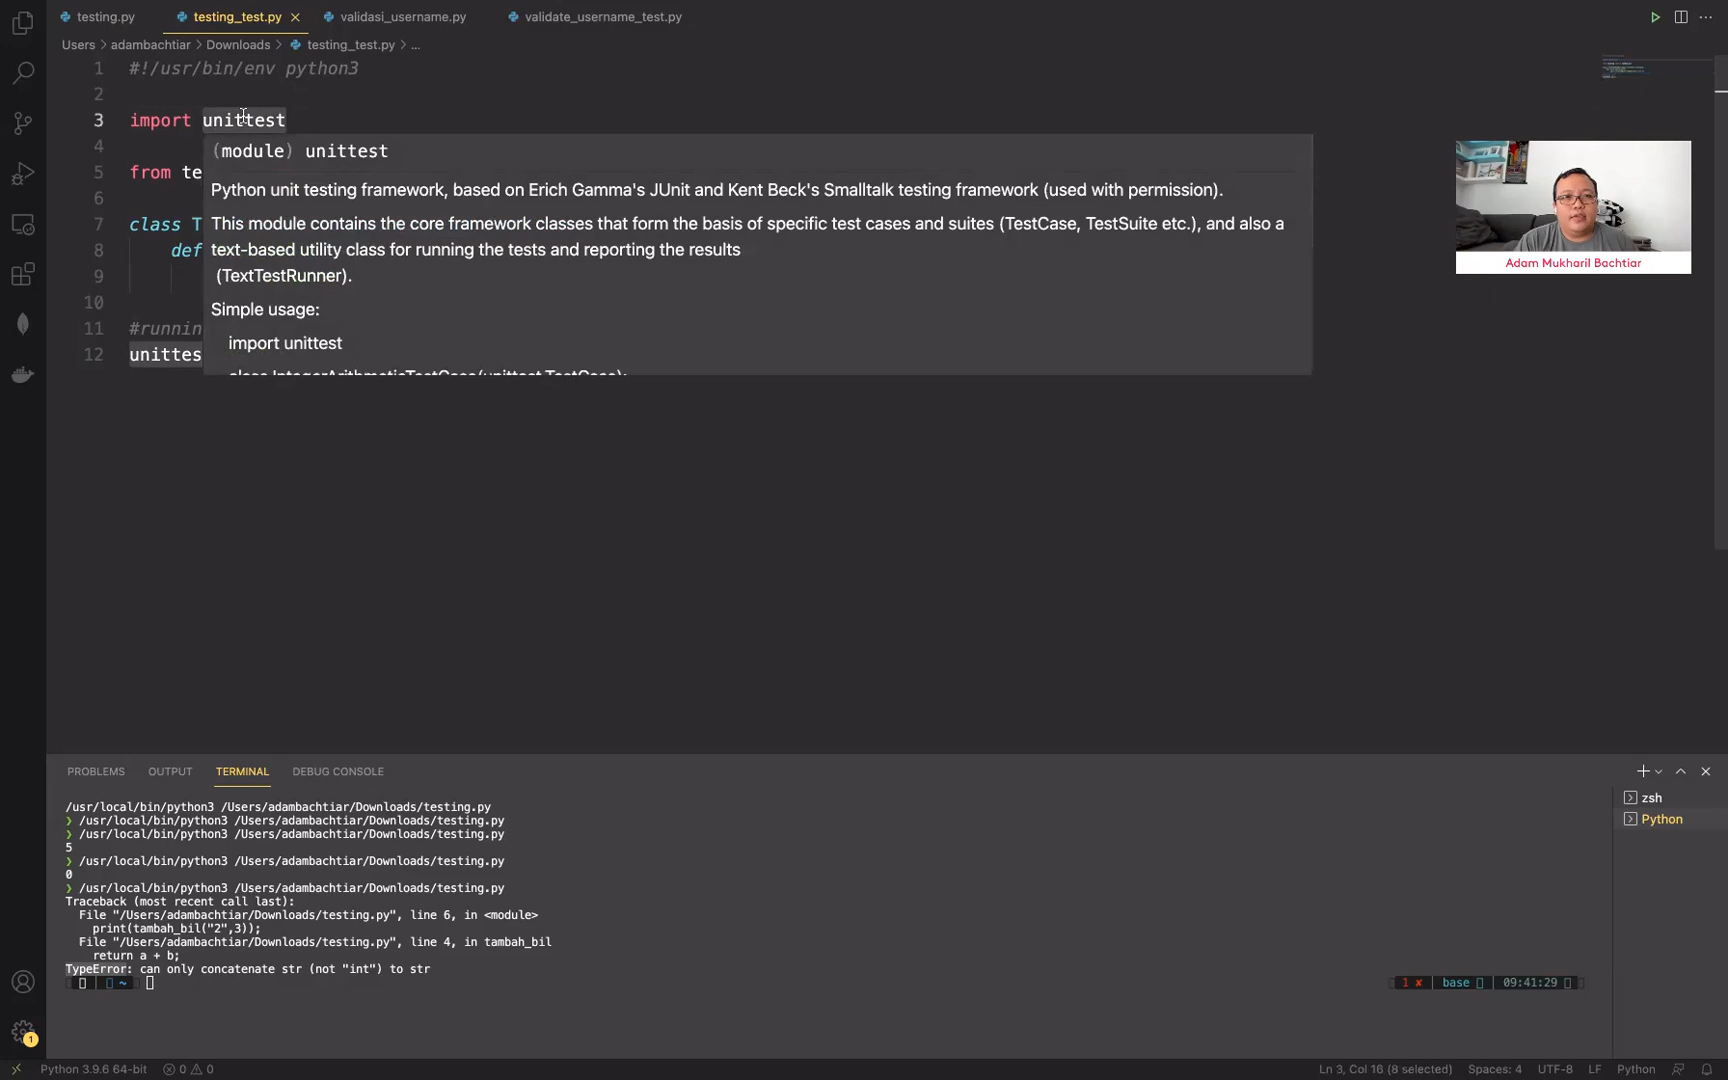 testing.py
testing_test.py
validasi_username.py
validate_username_test.py
Users
adambachtiar
Downloads
testing_test.py
...
1 #!/usr/bin/env python3
2
3 import unittest
4
5 from te
6
7 class T
8 def
9
10
11 #runnin
12 unittes
(module) unittest
Python unit testing framework, based on Erich Gamma's JUnit and Kent Beck's Smalltalk testing framework (used with permission).
This module contains the core framework classes that form the basis of specific test cases and suites (TestCase, TestSuite etc.), and also a
text-based utility class for running the tests and reporting the results
(TextTestRunner).
Simple usage:
import unittest
class IntegerArithmeticTestCase(unittest.TestCase):
Adam Mukharil Bachtiar
PROBLEMS
OUTPUT
TERMINAL
DEBUG CONSOLE
/usr/local/bin/python3 /Users/adambachtiar/Downloads/testing.py
❯ /usr/local/bin/python3 /Users/adambachtiar/Downloads/testing.py
❯ /usr/local/bin/python3 /Users/adambachtiar/Downloads/testing.py
5
❯ /usr/local/bin/python3 /Users/adambachtiar/Downloads/testing.py
0
❯ /usr/local/bin/python3 /Users/adambachtiar/Downloads/testing.py
Traceback (most recent call last):
File "/Users/adambachtiar/Downloads/testing.py", line 6, in <module>
print(tambah_bil("2",3));
File "/Users/adambachtiar/Downloads/testing.py", line 4, in tambah_bil
return a + b;
TypeError: can only concatenate str (not "int") to str
~
1 ✘ base 09:41:29
zsh
Python
1
Python 3.9.6 64-bit
0 0
Ln 3, Col 16 (8 selected)
Spaces: 4
UTF-8
LF
Python